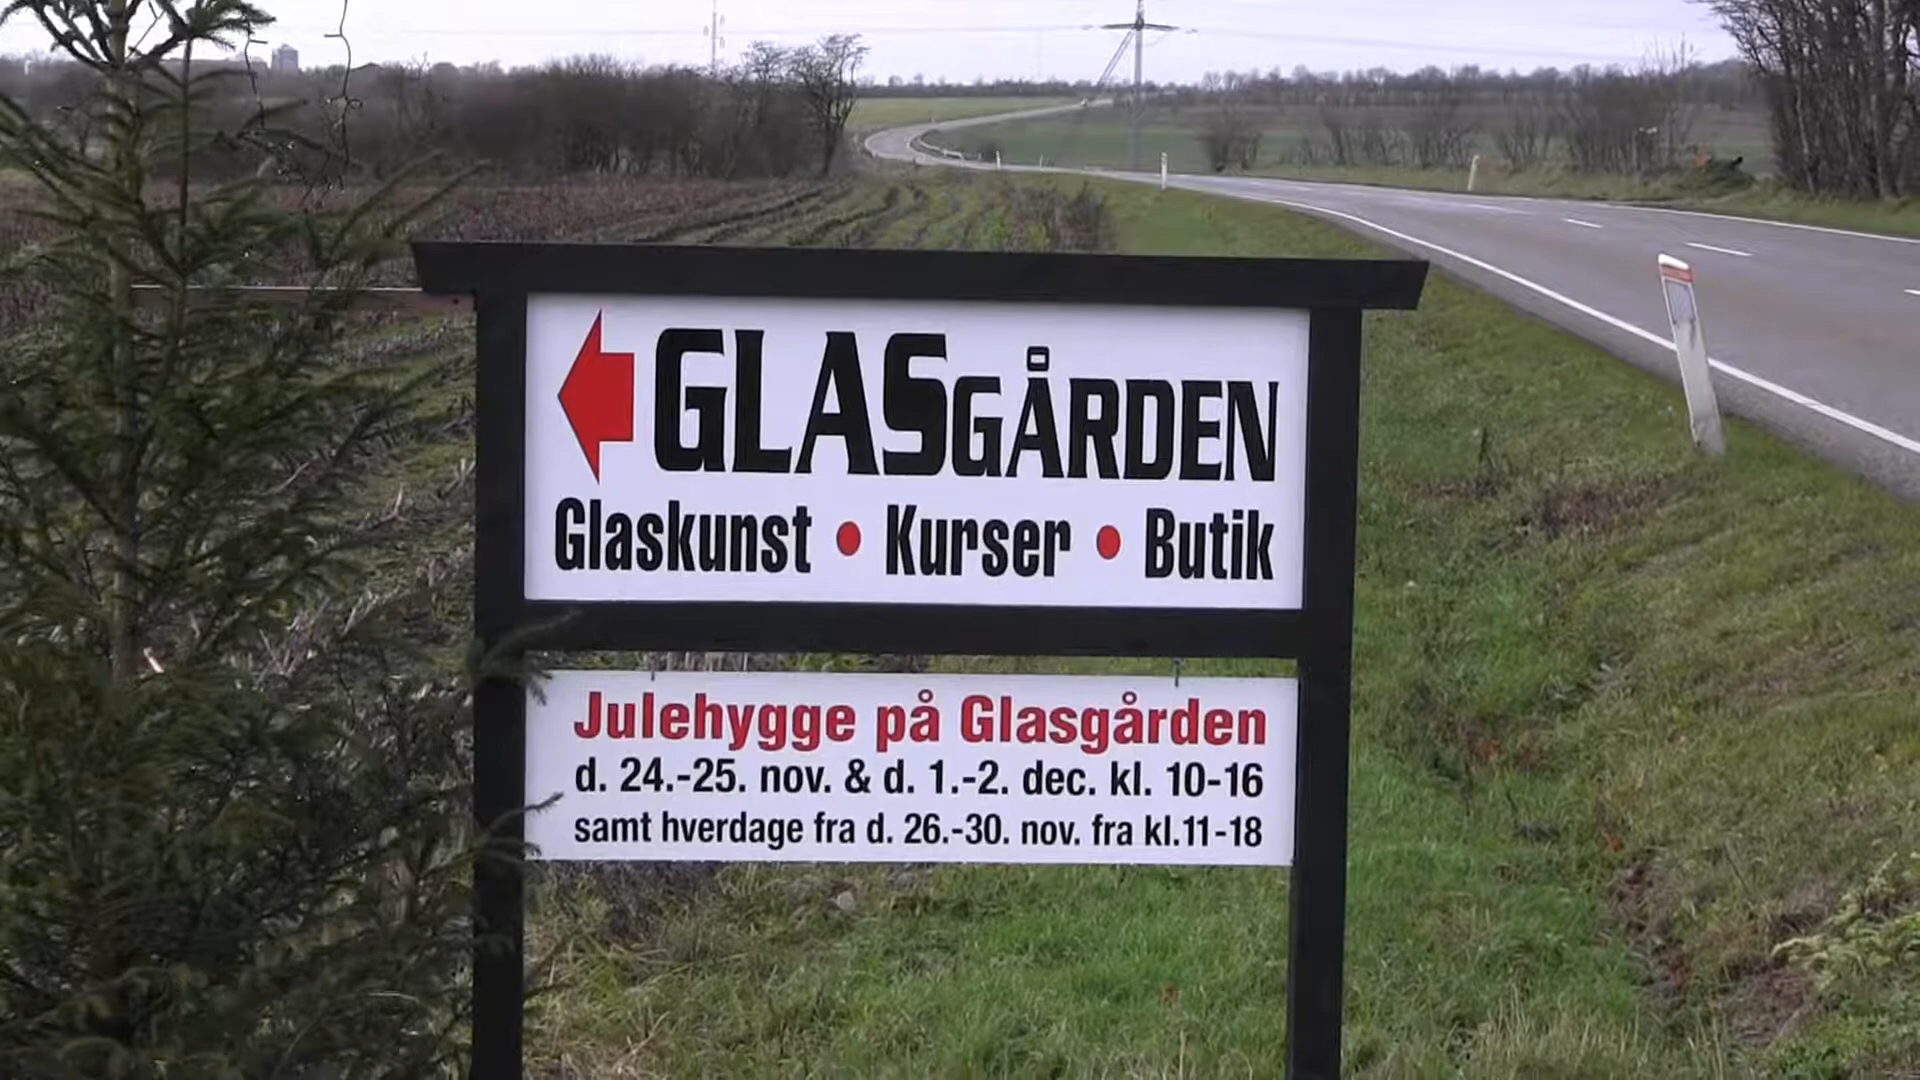 GLASGÅRDEN
Glaskunst • Kurser • Butik
Julehygge på Glasgården
d. 24.-25. nov. & d. 1.-2. dec. kl. 10-16
samt hverdage fra d. 26.-30. nov. fra kl.11-18